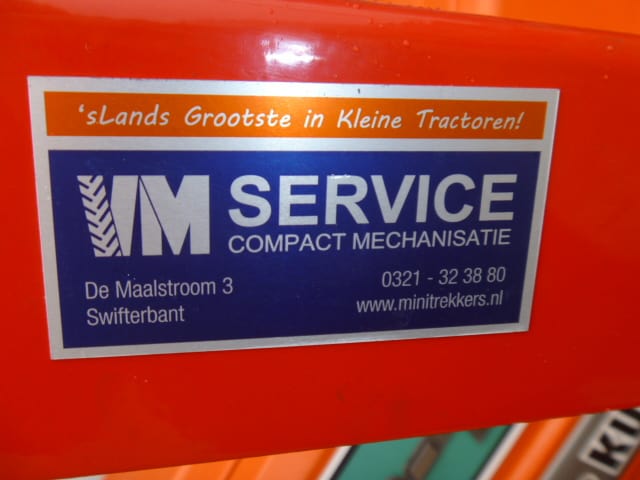 'sLands Grootste in Kleine Tractoren!
VM SERVICE
COMPACT MECHANISATIE
De Maalstroom 3
Swifterbant
0321 - 32 38 80
www.minitrekkers.nl